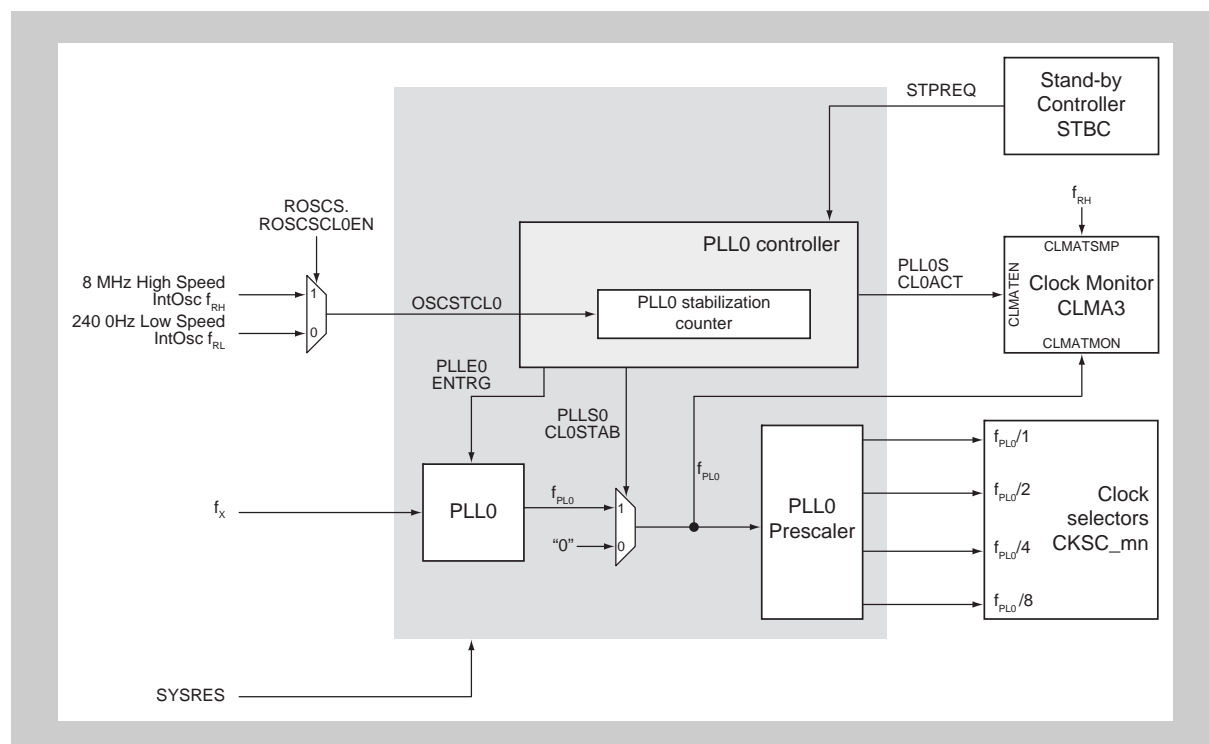 STPREQ
Stand-by
Controller
STBC
ROSCS.
ROSCSCL0EN
8 MHz High Speed
IntOsc fRH
240 0Hz Low Speed
IntOsc fRL
1
0
OSCSTCL0
PLL0 controller
PLL0 stabilization
counter
PLL0S
CL0ACT
fRH
CLMATSMP
CLMATEN
Clock Monitor
CLMA3
CLMATMON
PLLE0
ENTRG
PLLS0
CL0STAB
fX
PLL0
fPL0
“0”
1
0
fPL0
PLL0
Prescaler
fPL0/1
fPL0/2
fPL0/4
fPL0/8
Clock
selectors
CKSC_mn
SYSRES